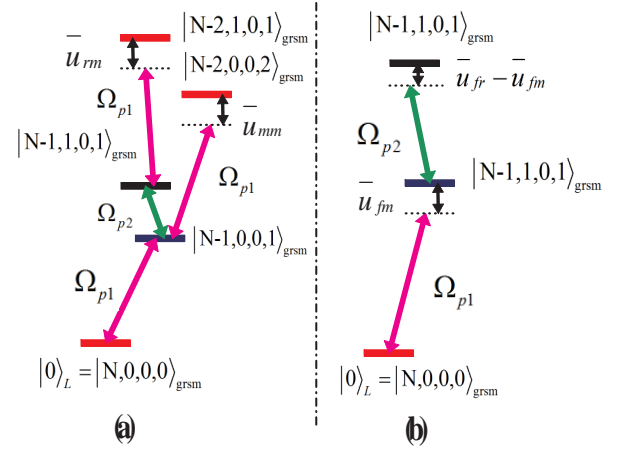 |N-2,1,0,1⟩grsm
u̅rm
|N-2,0,0,2⟩grsm
Ωp1
u̅mm
|N-1,1,0,1⟩grsm
Ωp1
Ωp2
|N-1,0,0,1⟩grsm
Ωp1
|0⟩L = |N,0,0,0⟩grsm
(a)
|N-1,1,0,1⟩grsm
u̅fr − u̅fm
Ωp2
|N-1,1,0,1⟩grsm
u̅fm
Ωp1
|0⟩L = |N,0,0,0⟩grsm
(b)